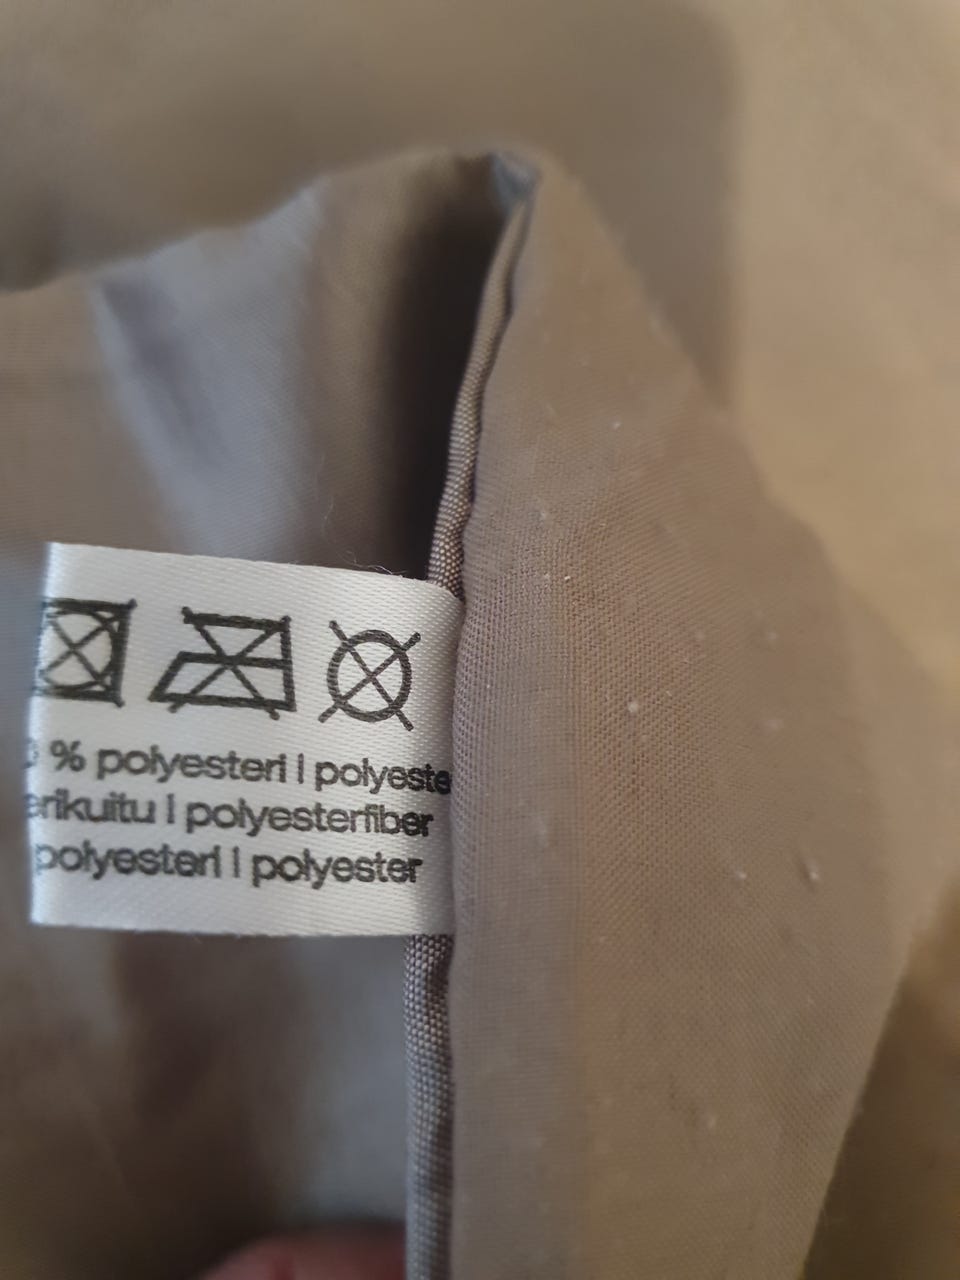 % polyesteri | polyeste
erikuitu | polyesterfiber
polyesteri | polyester